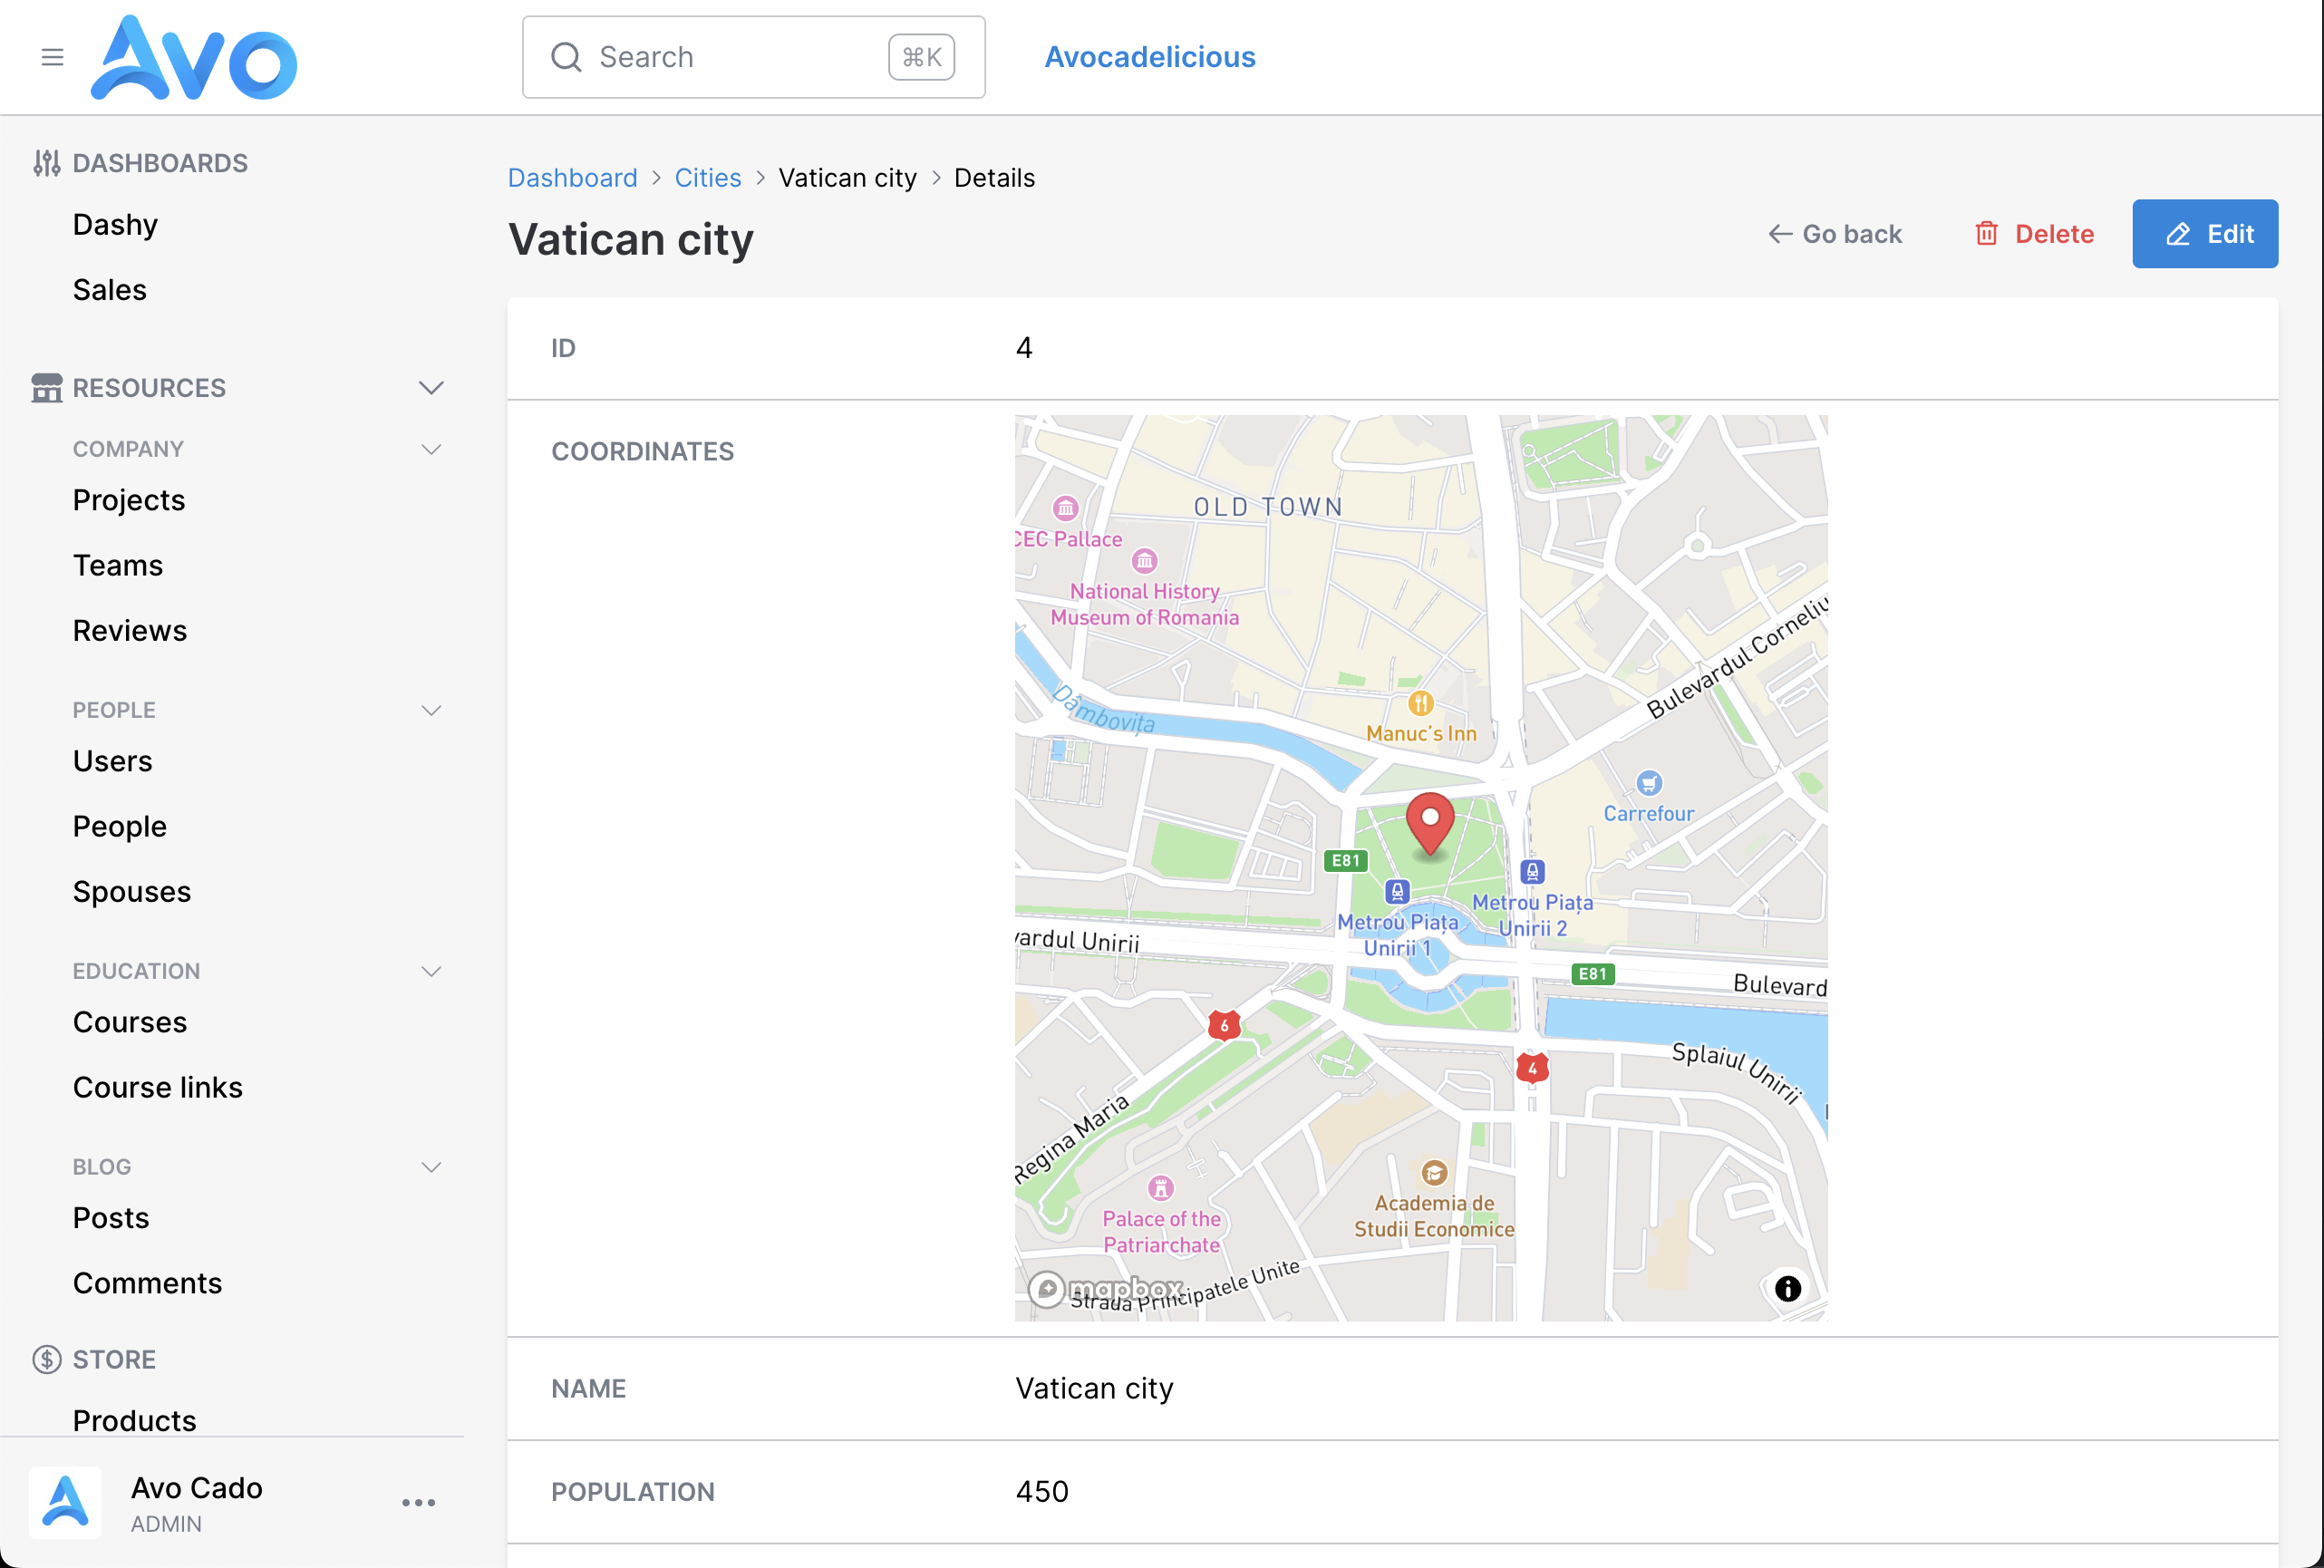 Avo
Search
⌘K
Avocadelicious
DASHBOARDS
Dashy
Sales
RESOURCES
COMPANY
Projects
Teams
Reviews
PEOPLE
Users
People
Spouses
EDUCATION
Courses
Course links
BLOG
Posts
Comments
STORE
Products
Avo Cado
ADMIN
Dashboard > Cities > Vatican city > Details
Vatican city
Go back
Delete
Edit
ID
4
COORDINATES
OLD TOWN
CEC Pallace
National History
Museum of Romania
Dâmbovița
Manuc's Inn
Bulevardul Corneliu
Carrefour
E81
Metrou Piața
Unirii 1
Metrou Piața
Unirii 2
vardul Unirii
E81
Bulevard
6
4
Splaiul Unirii
Regina Maria
Academia de
Studii Economice
Palace of the
Patriarchate
mapbox
Strada Principatele Unite
NAME
Vatican city
POPULATION
450